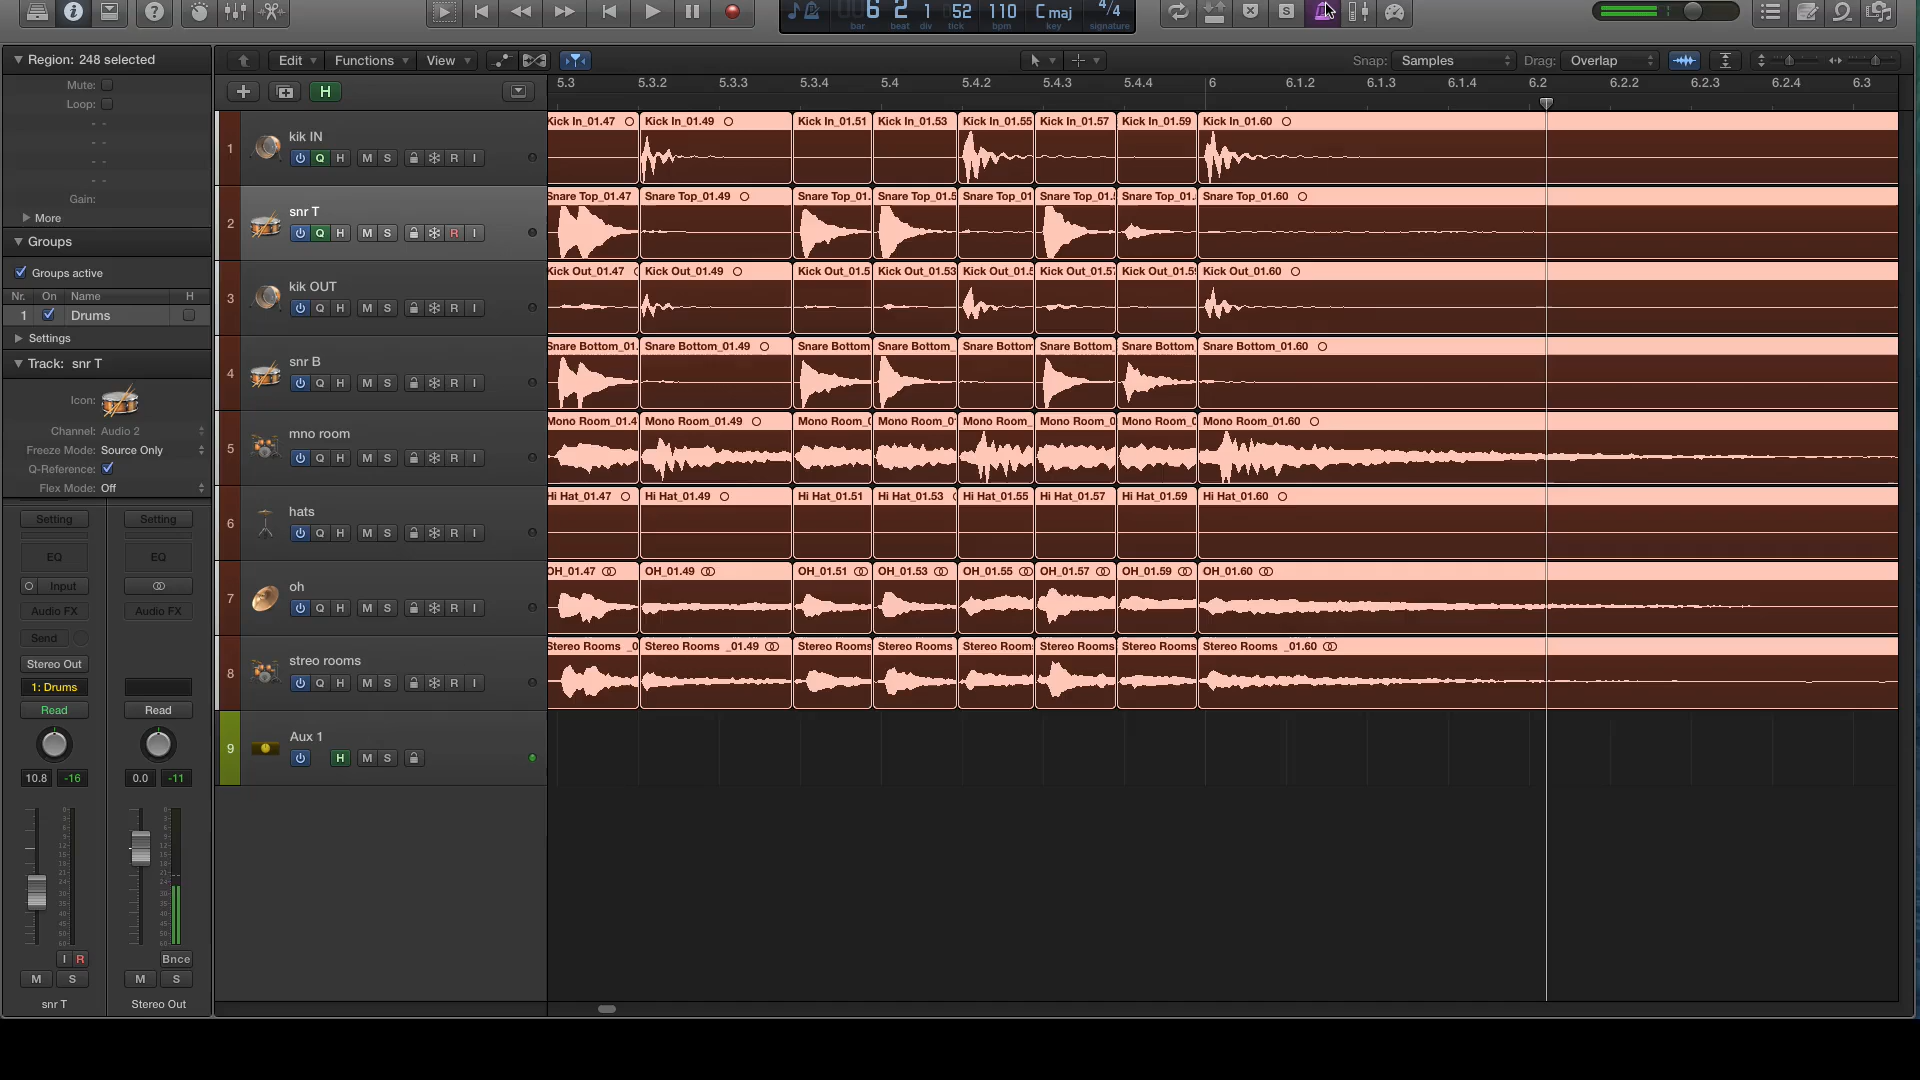 6 2 1 52 110 C maj 4/4
bar beat div tick bpm key signature
Region: 248 selected
Mute:
Loop:
Gain:
More
Groups
Groups active
Nr. On Name H
1 Drums
Settings
Track: snr T
Icon:
Channel: Audio 2
Freeze Mode: Source Only
Q-Reference:
Flex Mode: Off
Setting Setting
EQ EQ
Input
Audio FX Audio FX
Send
Stereo Out
1: Drums
Read Read
10.8 -16 0.0 -11
I R Bnce
M S M S
snr T Stereo Out
Edit Functions View Snap: Samples Drag: Overlap
H
5.3 5.3.2 5.3.3 5.3.4 5.4 5.4.2 5.4.3 5.4.4 6 6.1.2 6.1.3 6.1.4 6.2 6.2.2 6.2.3 6.2.4 6.3
1 kik IN
Q H M S R I
Kick In_01.47 Kick In_01.49 Kick In_01.51 Kick In_01.53 Kick In_01.55 Kick In_01.57 Kick In_01.59 Kick In_01.60
2 snr T
Q H M S R I
Snare Top_01.47 Snare Top_01.49 Snare Top_01. Snare Top_01.5 Snare Top_01 Snare Top_01.5 Snare Top_01. Snare Top_01.60
3 kik OUT
Q H M S R I
Kick Out_01.47 Kick Out_01.49 Kick Out_01.5 Kick Out_01.53 Kick Out_01.5 Kick Out_01.57 Kick Out_01.59 Kick Out_01.60
4 snr B
Q H M S R I
Snare Bottom_01. Snare Bottom_01.49 Snare Bottom Snare Bottom_ Snare Bottom Snare Bottom_ Snare Bottom_ Snare Bottom_01.60
5 mno room
Q H M S R I
Mono Room_01.4 Mono Room_01.49 Mono Room_0 Mono Room_0 Mono Room_ Mono Room_0 Mono Room_0 Mono Room_01.60
6 hats
Q H M S R I
Hi Hat_01.47 Hi Hat_01.49 Hi Hat_01.51 Hi Hat_01.53 Hi Hat_01.55 Hi Hat_01.57 Hi Hat_01.59 Hi Hat_01.60
7 oh
Q H M S R I
OH_01.47 OH_01.49 OH_01.51 OH_01.53 OH_01.55 OH_01.57 OH_01.59 OH_01.60
8 streo rooms
Q H M S R I
Stereo Rooms _0 Stereo Rooms _01.49 Stereo Rooms Stereo Rooms Stereo Room Stereo Rooms Stereo Rooms Stereo Rooms _01.60
9 Aux 1
H M S